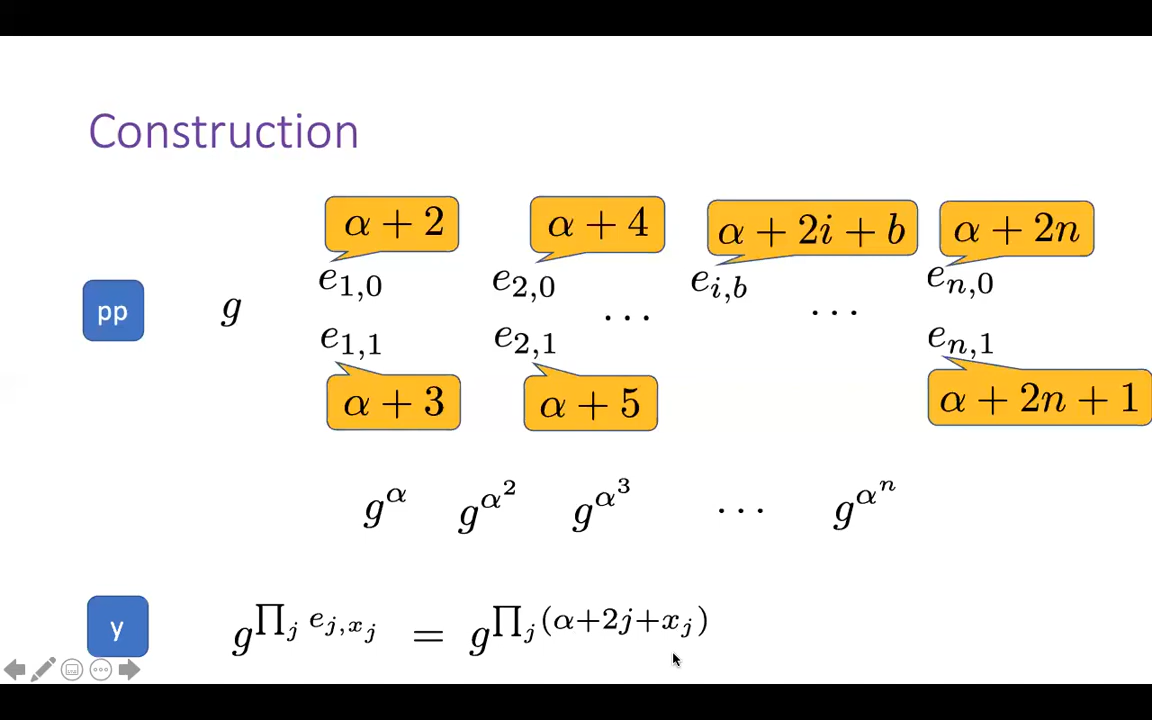 Construction
α + 2 α + 4 α + 2i + b α + 2n
e_{1,0} e_{2,0} e_{i,b} e_{n,0}
pp g ··· ···
e_{1,1} e_{2,1} e_{n,1}
α + 3 α + 5 α + 2n + 1
g^α g^{α^2} g^{α^3} ··· g^{α^n}
y g^{∏_j e_{j,x_j}} = g^{∏_j (α+2j+x_j)}